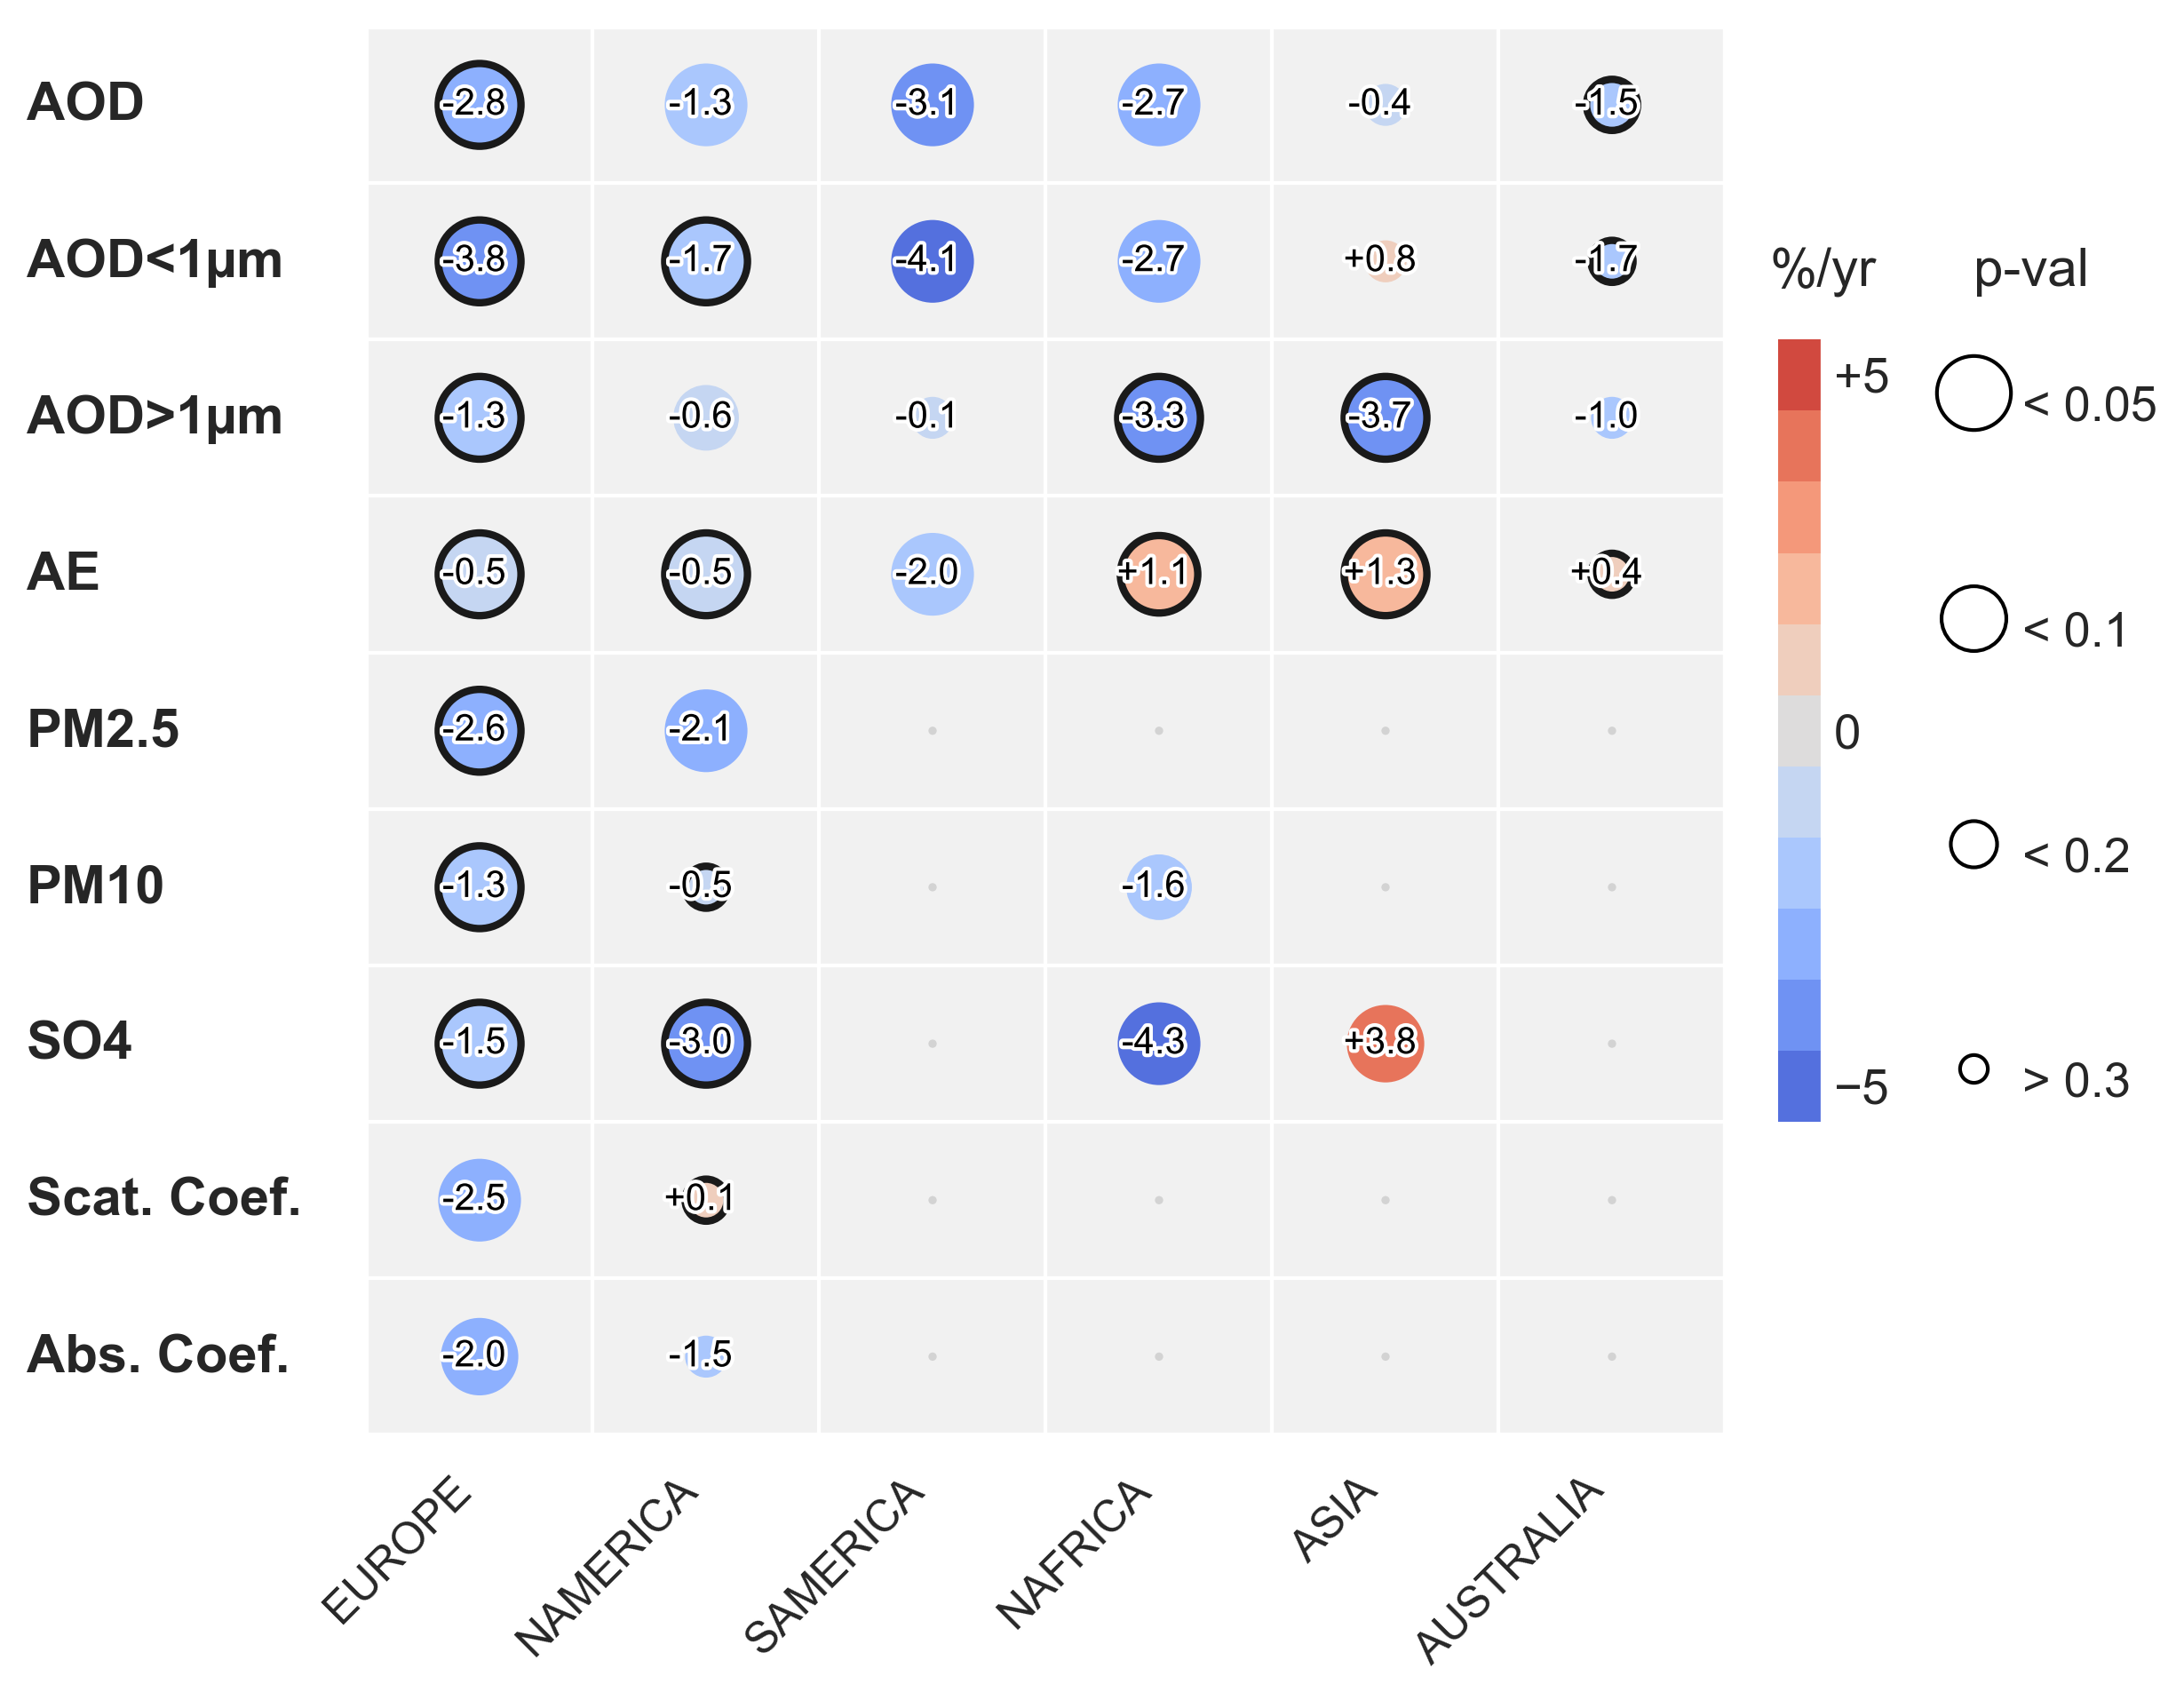 AOD -2.8 -1.3 -3.1 -2.7 -0.4 -1.5
AOD<1µm -3.8 -1.7 -4.1 -2.7 +0.8 -1.7
AOD>1µm -1.3 -0.6 -0.1 -3.3 -3.7 -1.0
AE -0.5 -0.5 -2.0 +1.1 +1.3 +0.4
PM2.5 -2.6 -2.1
PM10 -1.3 -0.5 -1.6
SO4 -1.5 -3.0 -4.3 +3.8
Scat. Coef. -2.5 +0.1
Abs. Coef. -2.0 -1.5
EUROPE
NAMERICA
SAMERICA
NAFRICA
ASIA
AUSTRALIA
%/yr
+5
0
−5
p-val
< 0.05
< 0.1
< 0.2
> 0.3